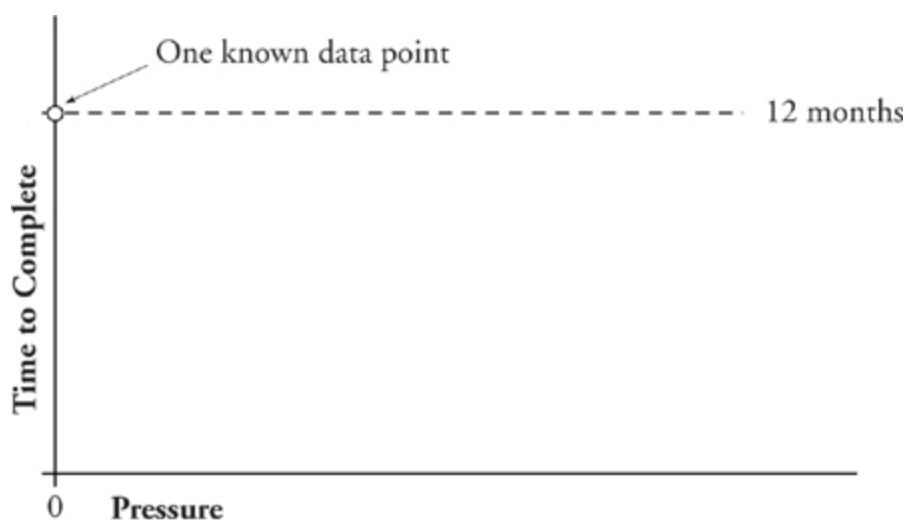 One known data point
12 months
Time to Complete
0
Pressure